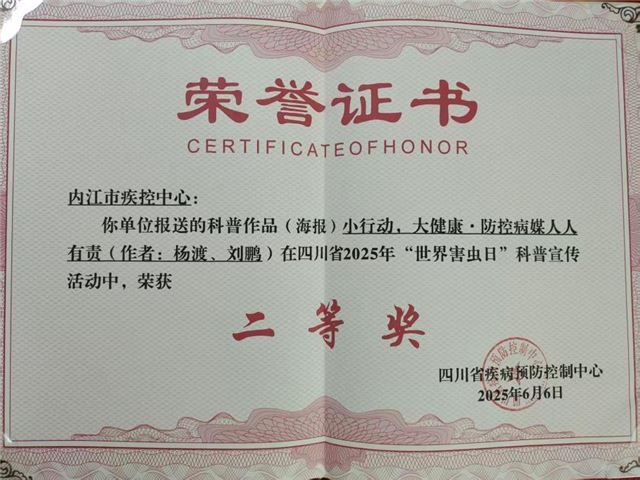 荣誉证书
CERTIFICATEOFHONOR
内江市疾控中心：
你单位报送的科普作品（海报）小行动，大健康·防控病媒人人
有责（作者：杨渡、刘鹏）在四川省2025年“世界害虫日”科普宣传
活动中，荣获
二等奖
四川省疾病预防控制中心
2025年6月6日